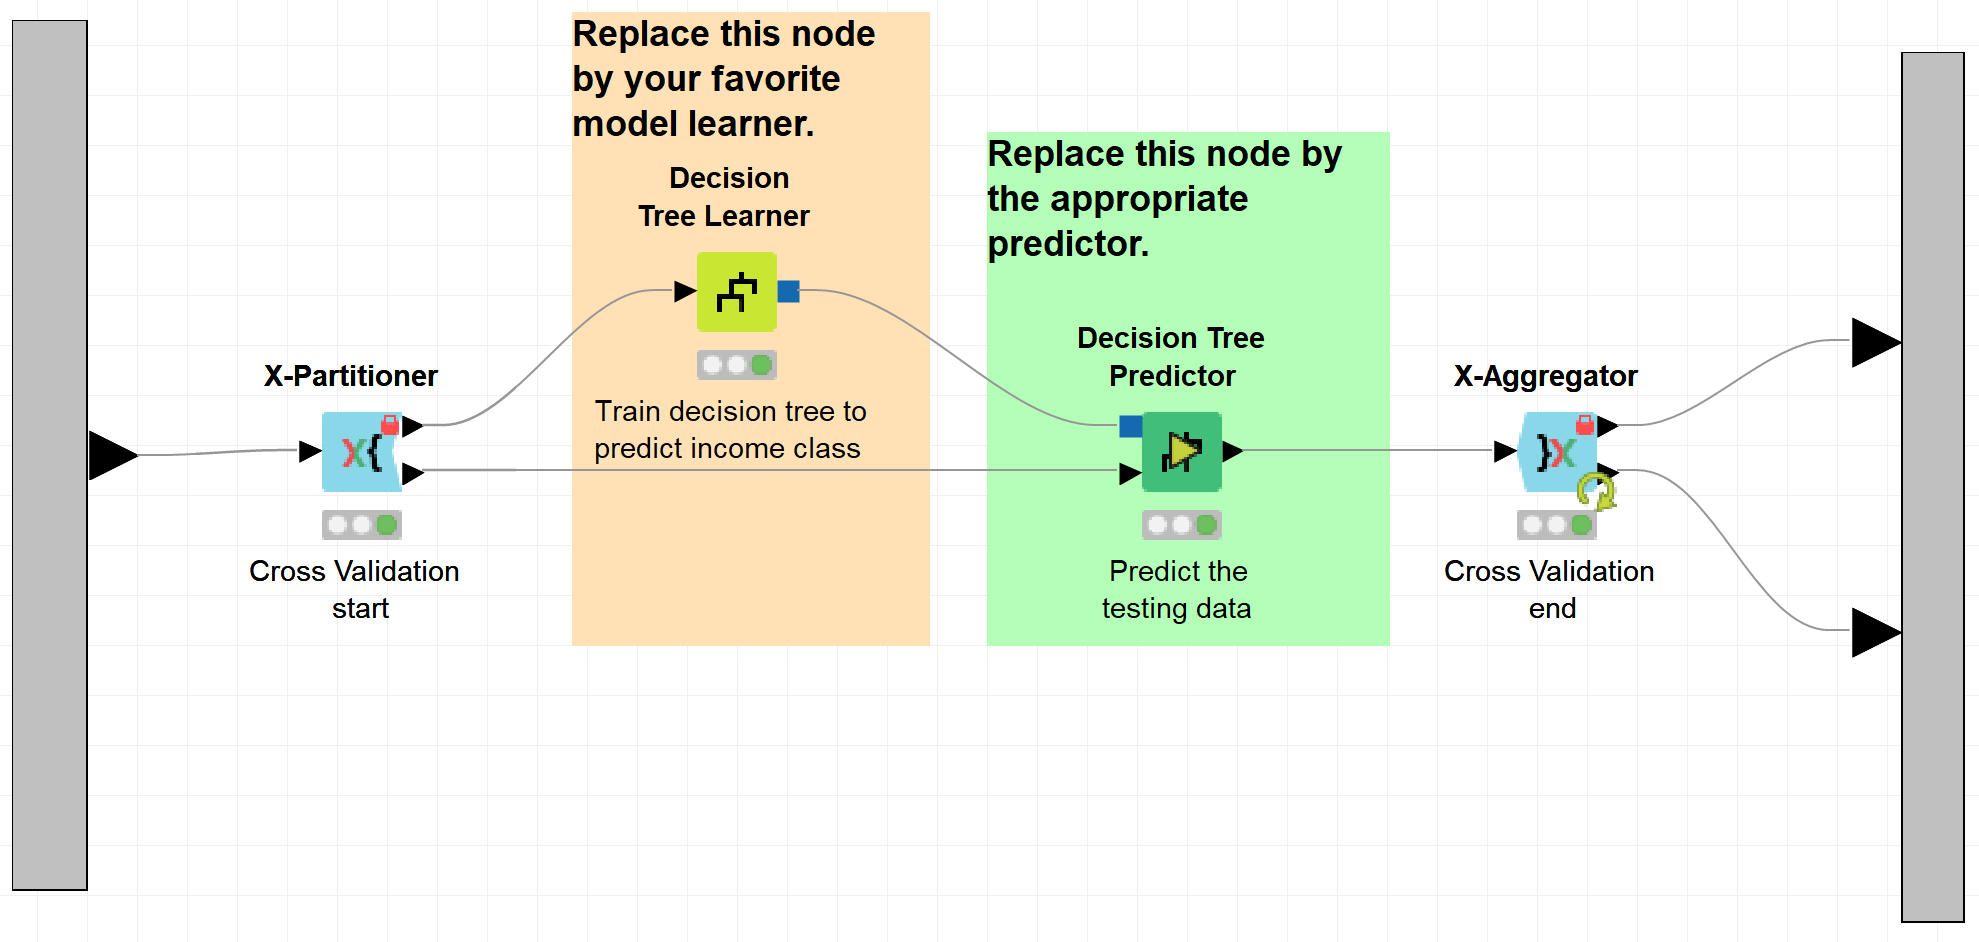 Replace this node
by your favorite
model learner.
Decision
Tree Learner
Train decision tree to
predict income class
Replace this node by
the appropriate
predictor.
Decision Tree
Predictor
Predict the
testing data
X-Partitioner
Cross Validation
start
X-Aggregator
Cross Validation
end